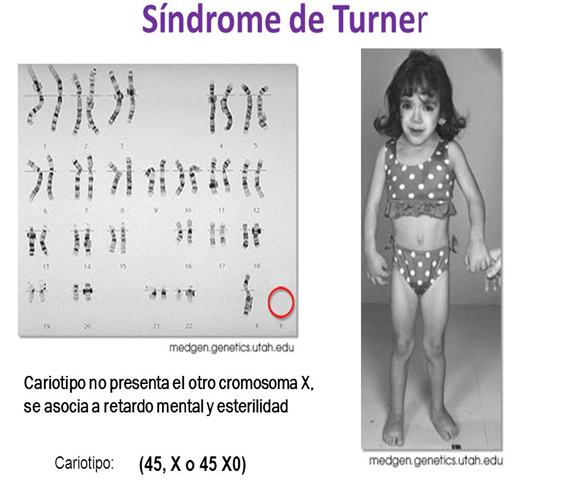 Síndrome de Turner
1 2 3 4 5
6 7 8 9 10 11 12
13 14 15 16 17 18
19 20 21 22 X Y
medgen.genetics.utah.edu
Cariotipo no presenta el otro cromosoma X,
se asocia a retardo mental y esterilidad
Cariotipo: (45, X o 45 X0)
medgen.genetics.utah.edu